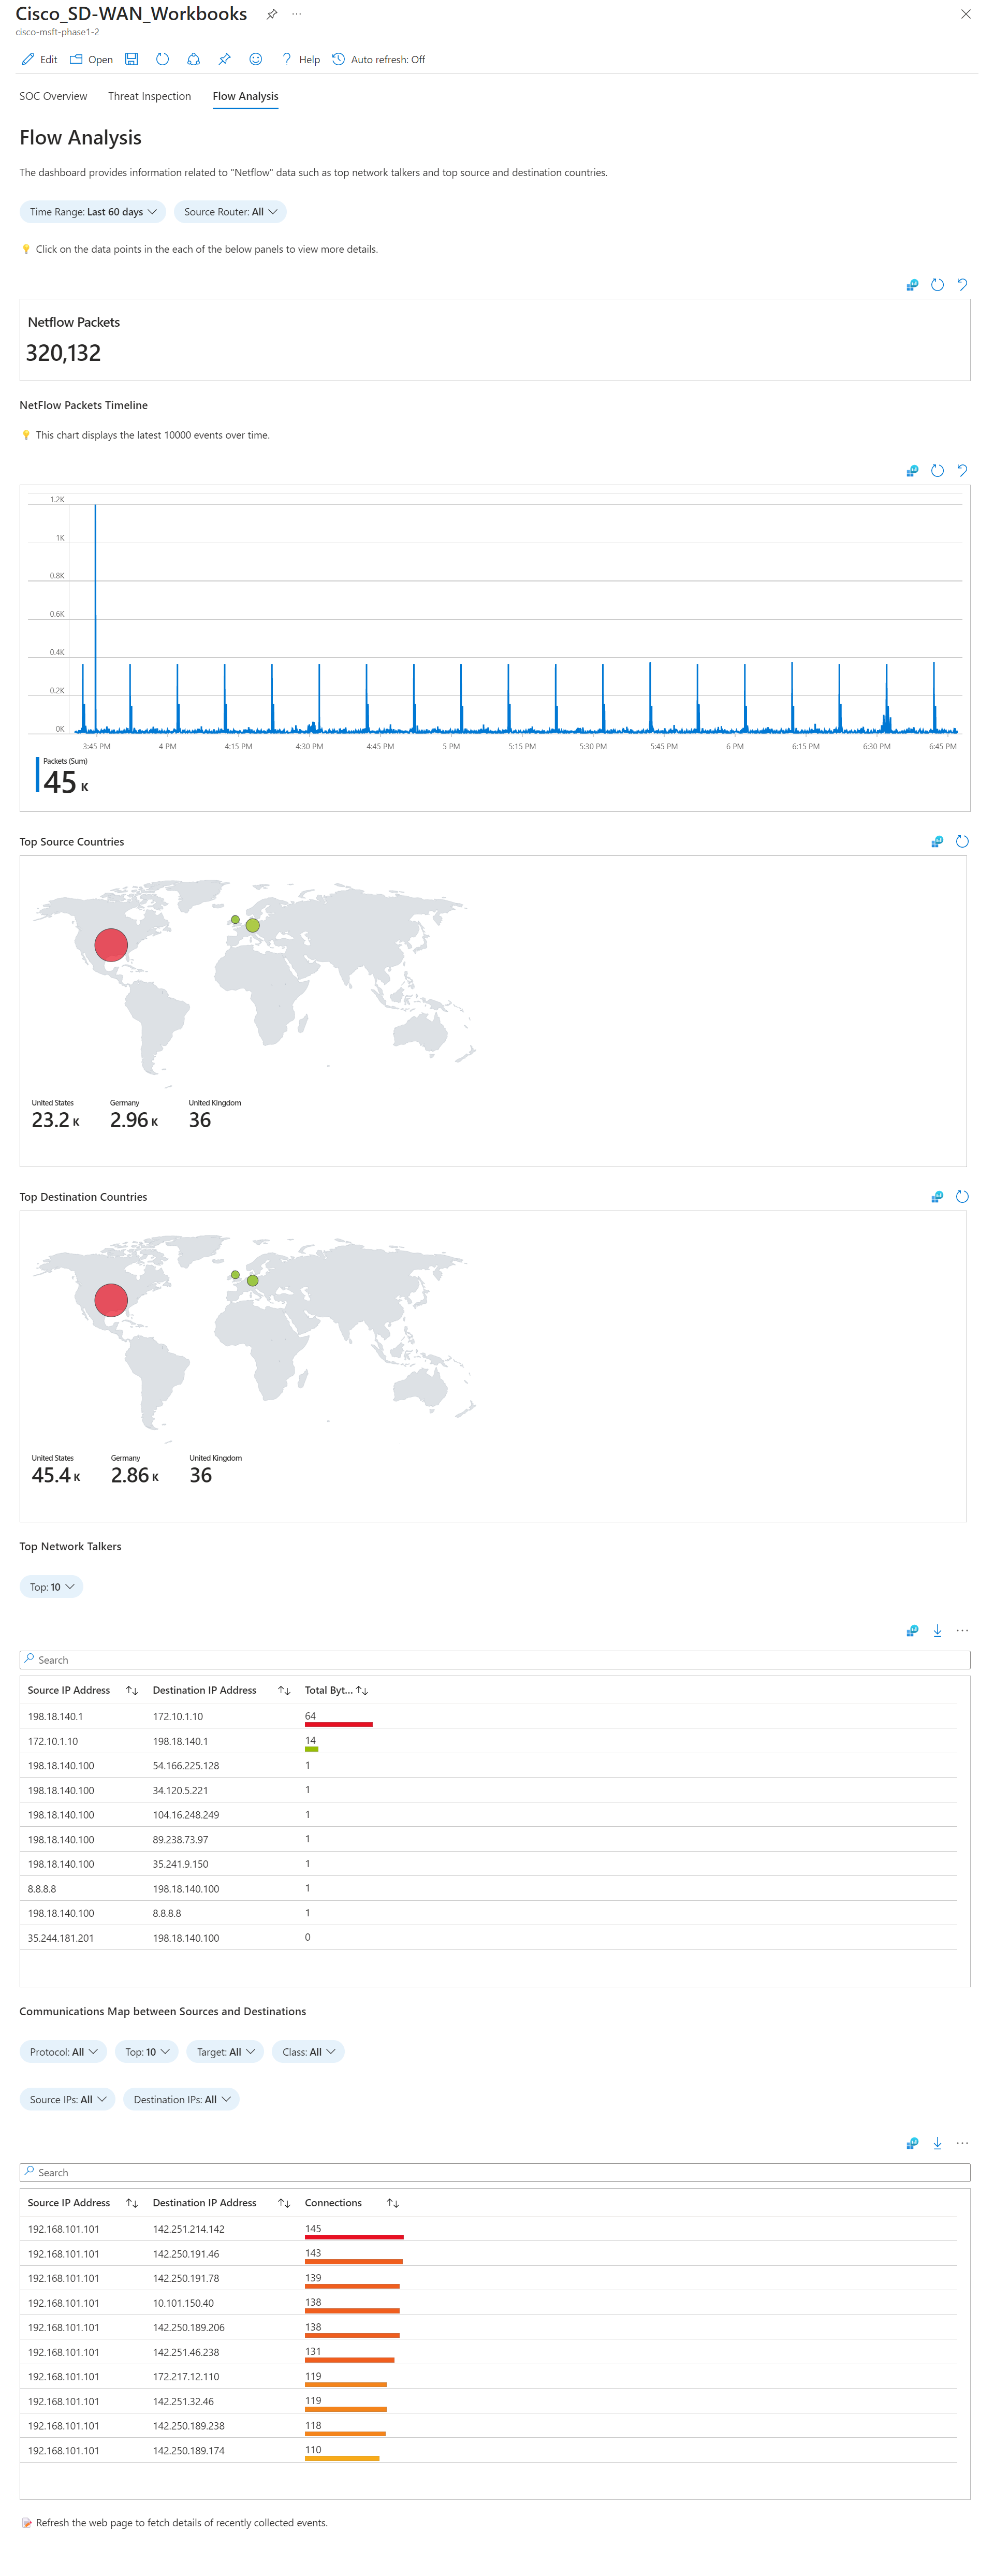 Cisco_SD-WAN_Workbooks
cisco-msft-phase1-2
Edit Open Help Auto refresh: Off
SOC Overview Threat Inspection Flow Analysis
Flow Analysis
The dashboard provides information related to "Netflow" data such as top network talkers and top source and destination countries.
Time Range: Last 60 days Source Router: All
Click on the data points in the each of the below panels to view more details.
Netflow Packets
320,132
NetFlow Packets Timeline
This chart displays the latest 10000 events over time.
1.2K
1K
0.8K
0.6K
0.4K
0.2K
0K
3:45 PM 4 PM 4:15 PM 4:30 PM 4:45 PM 5 PM 5:15 PM 5:30 PM 5:45 PM 6 PM 6:15 PM 6:30 PM 6:45 PM
Packets (Sum)
45 K
Top Source Countries
United States Germany United Kingdom
23.2 K 2.96 K 36
Top Destination Countries
United States Germany United Kingdom
45.4 K 2.86 K 36
Top Network Talkers
Top: 10
Search
Source IP Address Destination IP Address Total Byt...
198.18.140.1 172.10.1.10 64
172.10.1.10 198.18.140.1 14
198.18.140.100 54.166.225.128 1
198.18.140.100 34.120.5.221 1
198.18.140.100 104.16.248.249 1
198.18.140.100 89.238.73.97 1
198.18.140.100 35.241.9.150 1
8.8.8.8 198.18.140.100 1
198.18.140.100 8.8.8.8 1
35.244.181.201 198.18.140.100 0
Communications Map between Sources and Destinations
Protocol: All Top: 10 Target: All Class: All
Source IPs: All Destination IPs: All
Search
Source IP Address Destination IP Address Connections
192.168.101.101 142.251.214.142 145
192.168.101.101 142.250.191.46 143
192.168.101.101 142.250.191.78 139
192.168.101.101 10.101.150.40 138
192.168.101.101 142.250.189.206 138
192.168.101.101 142.251.46.238 131
192.168.101.101 172.217.12.110 119
192.168.101.101 142.251.32.46 119
192.168.101.101 142.250.189.238 118
192.168.101.101 142.250.189.174 110
Refresh the web page to fetch details of recently collected events.